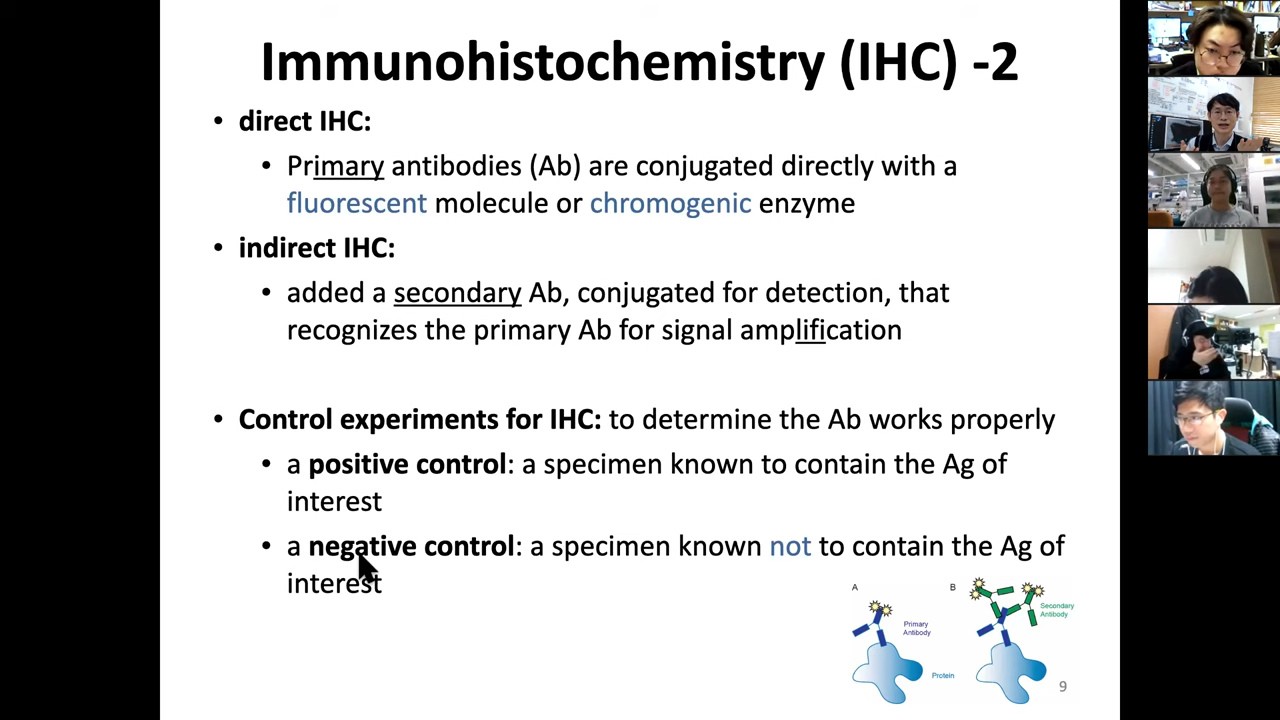 Immunohistochemistry (IHC) -2
• direct IHC:
• Primary antibodies (Ab) are conjugated directly with a
fluorescent molecule or chromogenic enzyme
• indirect IHC:
• added a secondary Ab, conjugated for detection, that
recognizes the primary Ab for signal amplification
• Control experiments for IHC: to determine the Ab works properly
• a positive control: a specimen known to contain the Ag of
interest
• a negative control: a specimen known not to contain the Ag of
interest
A
B
Primary
Antibody
Secondary
Antibody
Protein
9